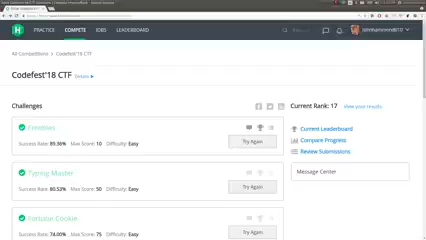 PRACTICE COMPETE JOBS LEADERBOARD Search
All Competitions > Codefest'18 CTF
Codefest'18 CTF Details
Challenges
Current Rank: 17 View your results
Freebies
Success Rate: 89.36% Max Score: 10 Difficulty: Easy
Try Again
Current Leaderboard
Compare Progress
Review Submissions
Typing Master
Success Rate: 80.53% Max Score: 50 Difficulty: Easy
Try Again
Message Center
Fortune Cookie
Success Rate: 74.00% Max Score: 75 Difficulty: Easy
Try Again